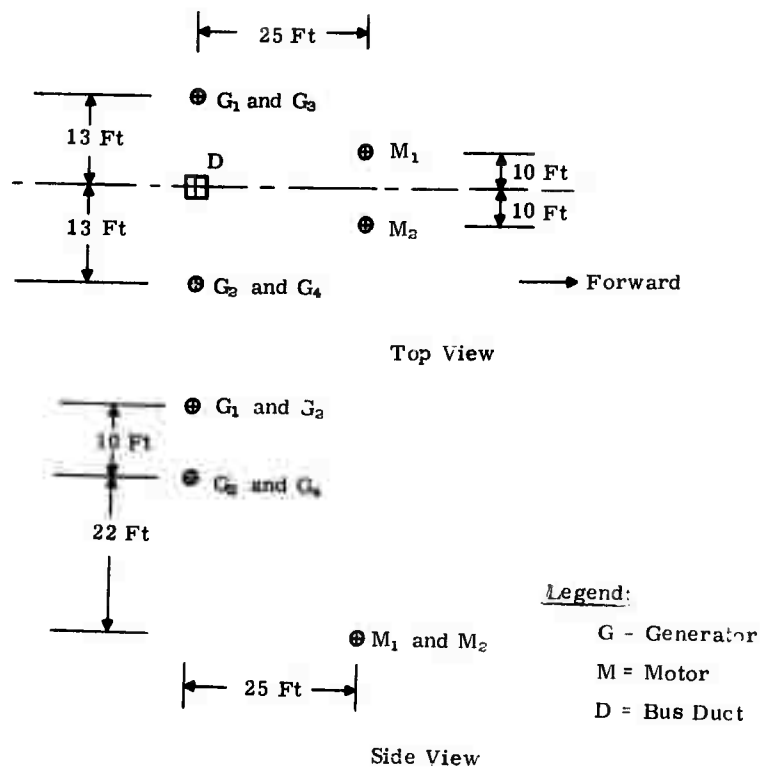 25 Ft
G₁ and G₃
13 Ft
D
M₁
10 Ft
13 Ft
10 Ft
M₂
G₂ and G₄
Forward
Top View
G₁ and G₂
10 Ft
and
22 Ft
Legend:
G - Generator
M₁ and M₂
M = Motor
25 Ft
D = Bus Duct
Side View